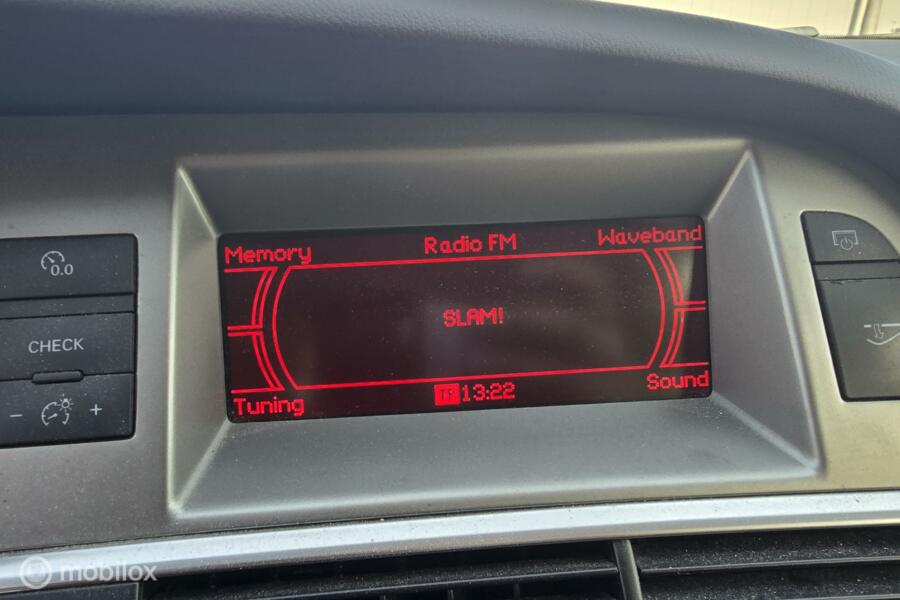 Memory
Radio FM
Waveband
0.0
CHECK
SLAM!
- +
Tuning
TP 13:22
Sound
mobilox